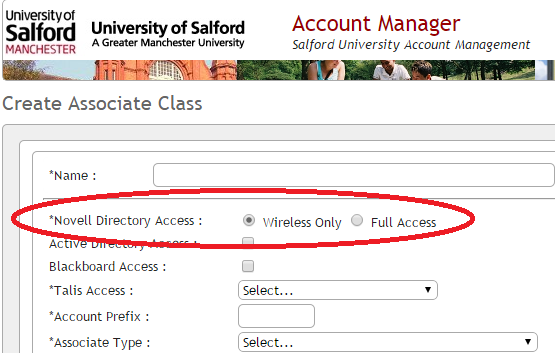 University of
Salford
MANCHESTER
University of Salford
A Greater Manchester University
Account Manager
Salford University Account Management
Create Associate Class
*Name :
*Novell Directory Access : Wireless Only Full Access
Active Directory Access :
Blackboard Access :
*Talis Access : Select...
*Account Prefix :
*Associate Type : Select...